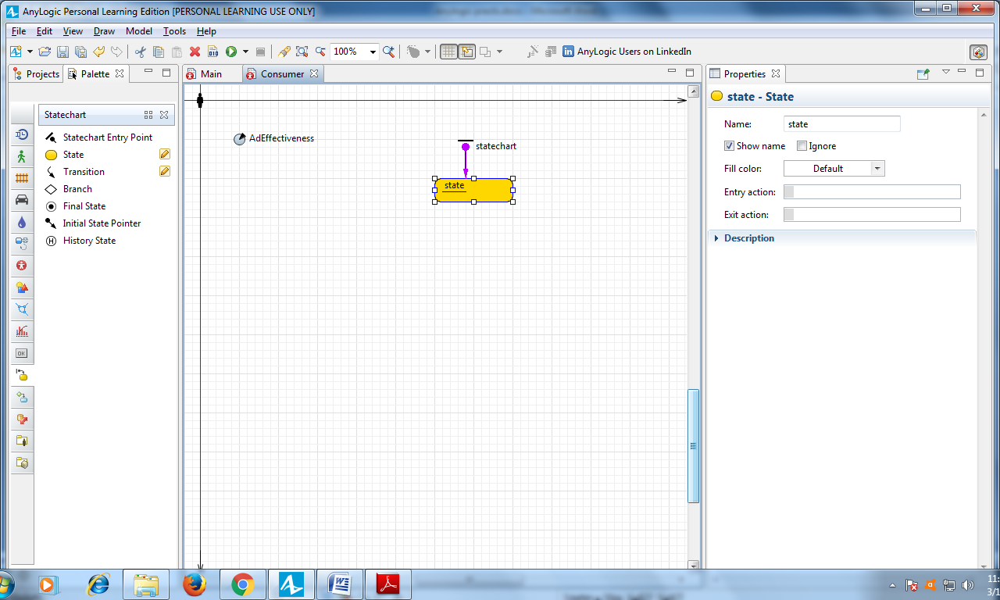 AnyLogic Personal Learning Edition [PERSONAL LEARNING USE ONLY]
File Edit View Draw Model Tools Help
100% AnyLogic Users on LinkedIn
Projects Palette Main Consumer Properties
Statechart
Statechart Entry Point
State
Transition
Branch
Final State
Initial State Pointer
History State
AdEffectiveness
statechart
state
state - State
Name: state
Show name Ignore
Fill color: Default
Entry action:
Exit action:
Description
11:
3/1